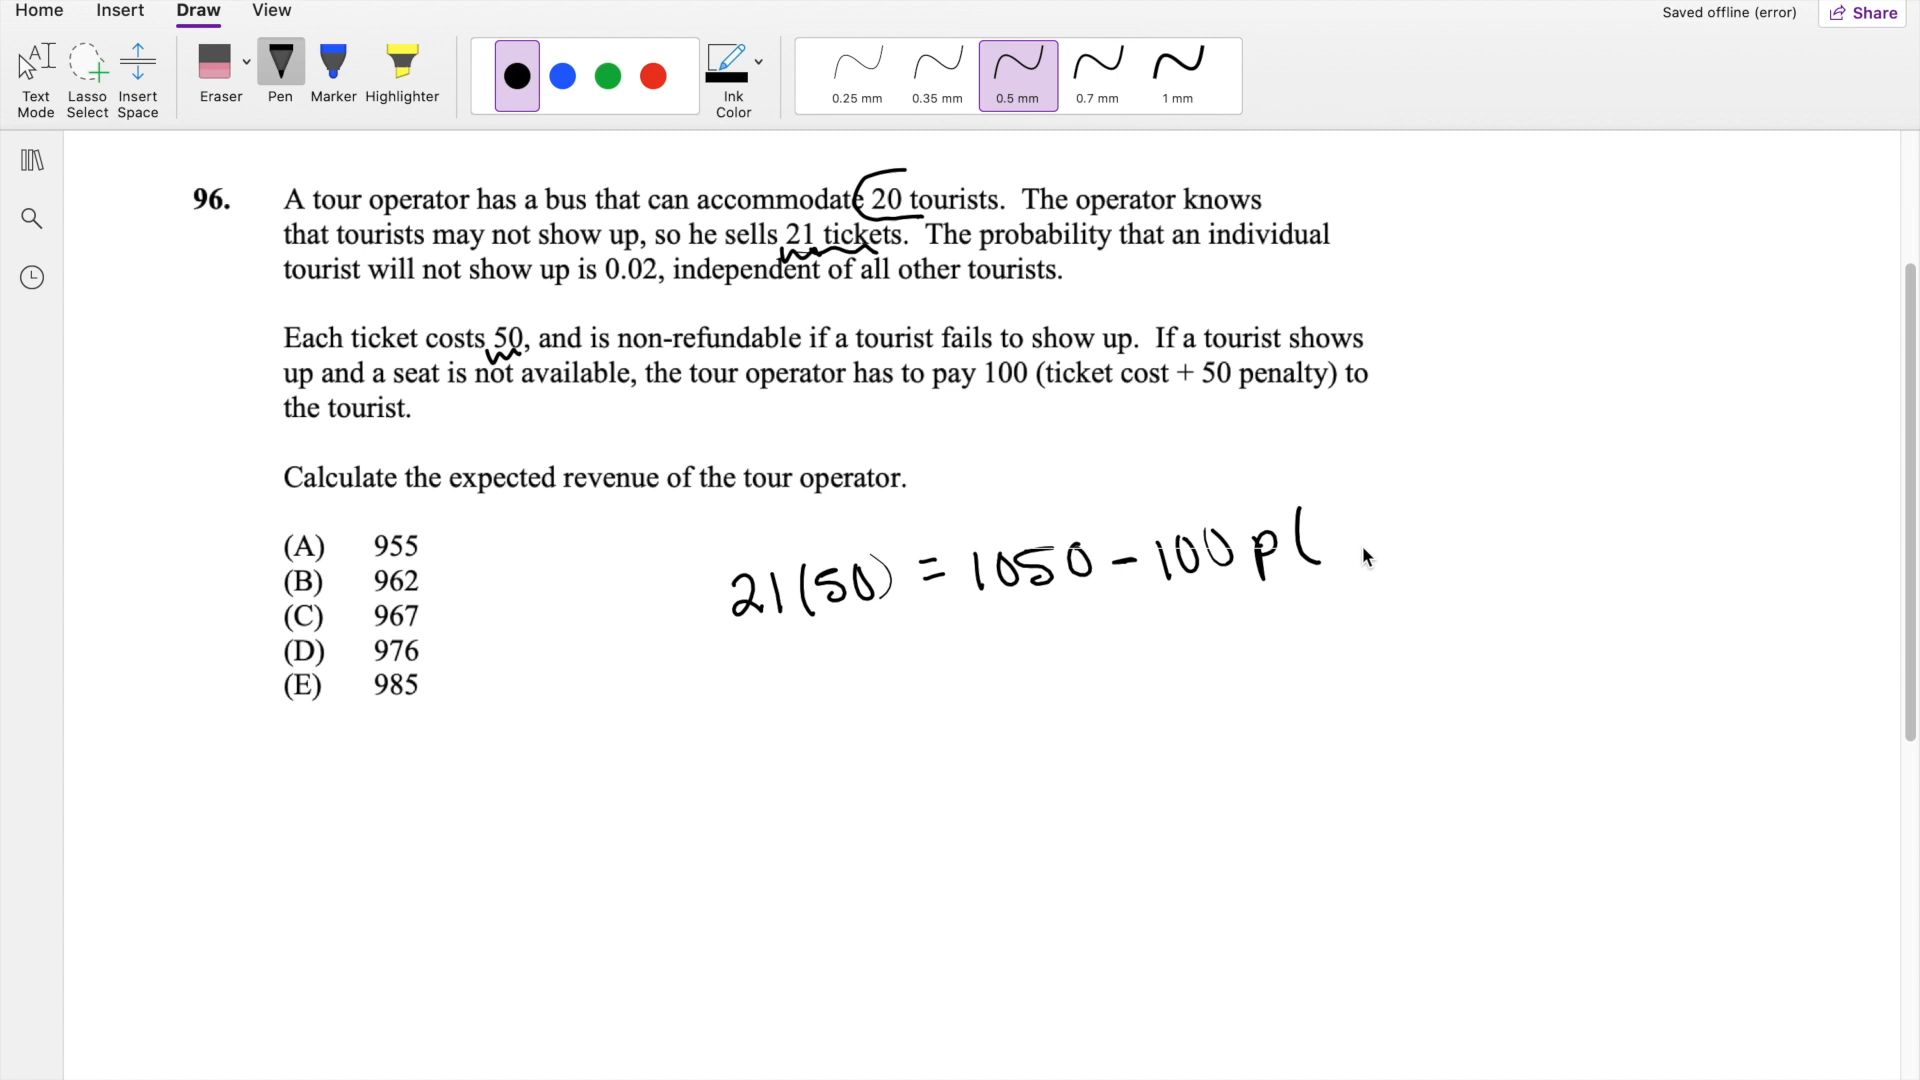 Home Insert Draw View
Saved offline (error) Share
Text Mode
Lasso Select
Insert Space
Eraser
Pen
Marker
Highlighter
Ink Color
0.25 mm
0.35 mm
0.5 mm
0.7 mm
1 mm
96. A tour operator has a bus that can accommodate 20 tourists. The operator knows
that tourists may not show up, so he sells 21 tickets. The probability that an individual
tourist will not show up is 0.02, independent of all other tourists.
Each ticket costs 50, and is non-refundable if a tourist fails to show up. If a tourist shows
up and a seat is not available, the tour operator has to pay 100 (ticket cost + 50 penalty) to
the tourist.
Calculate the expected revenue of the tour operator.
(A) 955
(B) 962
(C) 967
(D) 976
(E) 985
21(50) = 1050 - 100 p(